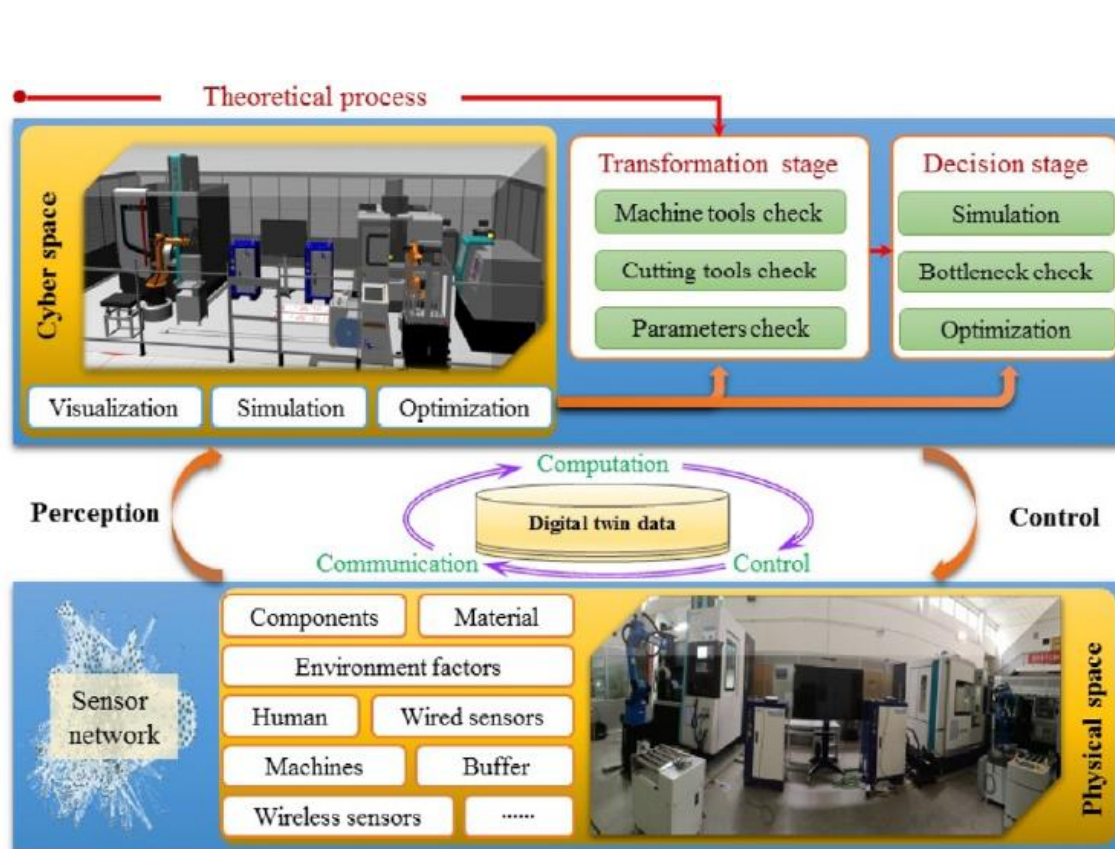 Theoretical process
Cyber space
Transformation stage
Machine tools check
Cutting tools check
Parameters check
Decision stage
Simulation
Bottleneck check
Optimization
Visualization
Simulation
Optimization
Perception
Computation
Digital twin data
Communication
Control
Control
Sensor
network
Components
Material
Environment factors
Human
Wired sensors
Machines
Buffer
Wireless sensors
......
Physical space